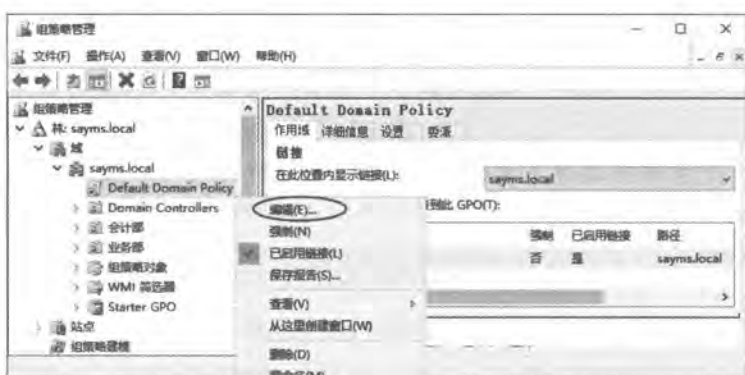 组策略管理
文件(F) 操作(A) 查看(V) 窗口(W) 帮助(H)
组策略管理
林: sayms.local
域
sayms.local
Default Domain Policy
Domain Controllers
会计部
业务部
组策略对象
WMI 筛选器
Starter GPO
站点
组策略建模
Default Domain Policy
作用域 详细信息 设置 委派
链接
在此位置内显示链接(L):
sayms.local
到此 GPO(T):
强制 已启用链接 路径
否 是 sayms.local
编辑(E)...
强制(N)
已启用链接(L)
保存报告(S)...
查看(V)
从这里创建窗口(W)
删除(D)